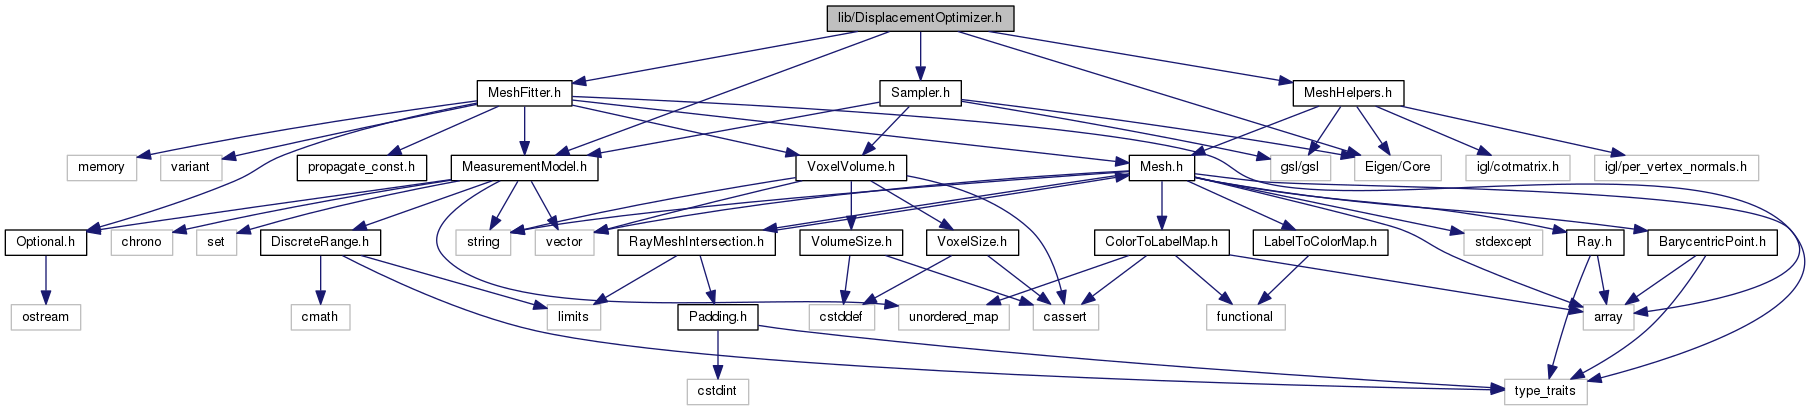 lib/DisplacementOptimizer.h
MeshFitter.h
Sampler.h
MeshHelpers.h
memory
variant
propagate_const.h
MeasurementModel.h
VoxelVolume.h
Mesh.h
gsl/gsl
Eigen/Core
igl/cotmatrix.h
igl/per_vertex_normals.h
Optional.h
chrono
set
DiscreteRange.h
string
vector
RayMeshIntersection.h
VolumeSize.h
VoxelSize.h
ColorToLabelMap.h
LabelToColorMap.h
stdexcept
Ray.h
BarycentricPoint.h
ostream
cmath
limits
Padding.h
cstddef
unordered_map
cassert
functional
array
cstdint
type_traits